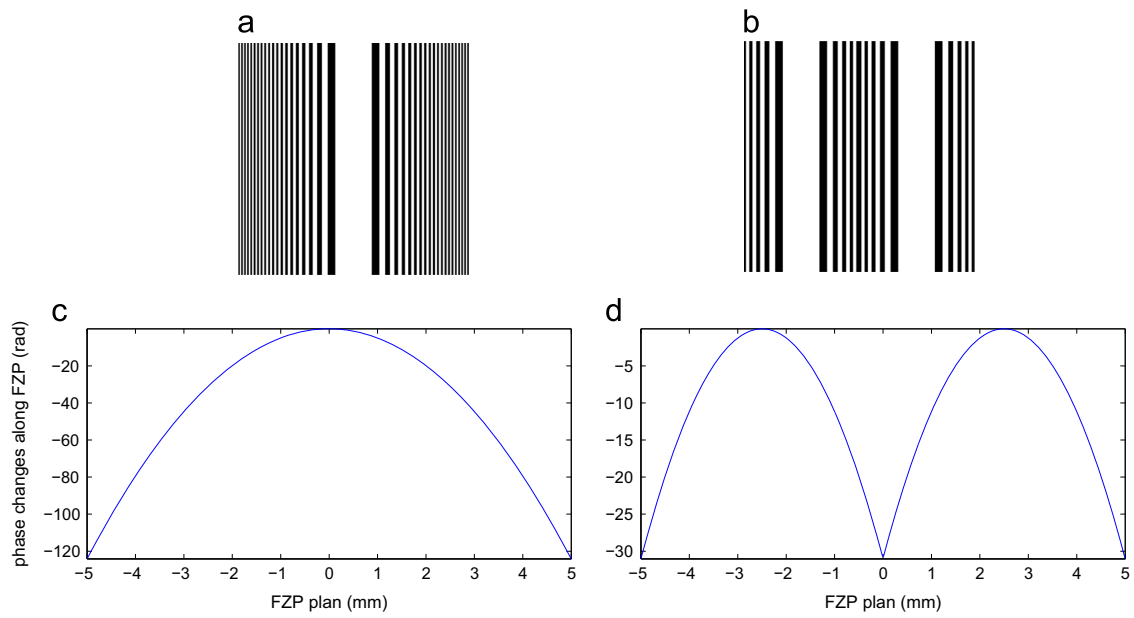 a
b
c
d
phase changes along FZP (rad)
−20
−40
−60
−80
−100
−120
−5 −4 −3 −2 −1 0 1 2 3 4 5
FZP plan (mm)
−5
−10
−15
−20
−25
−30
−5 −4 −3 −2 −1 0 1 2 3 4 5
FZP plan (mm)